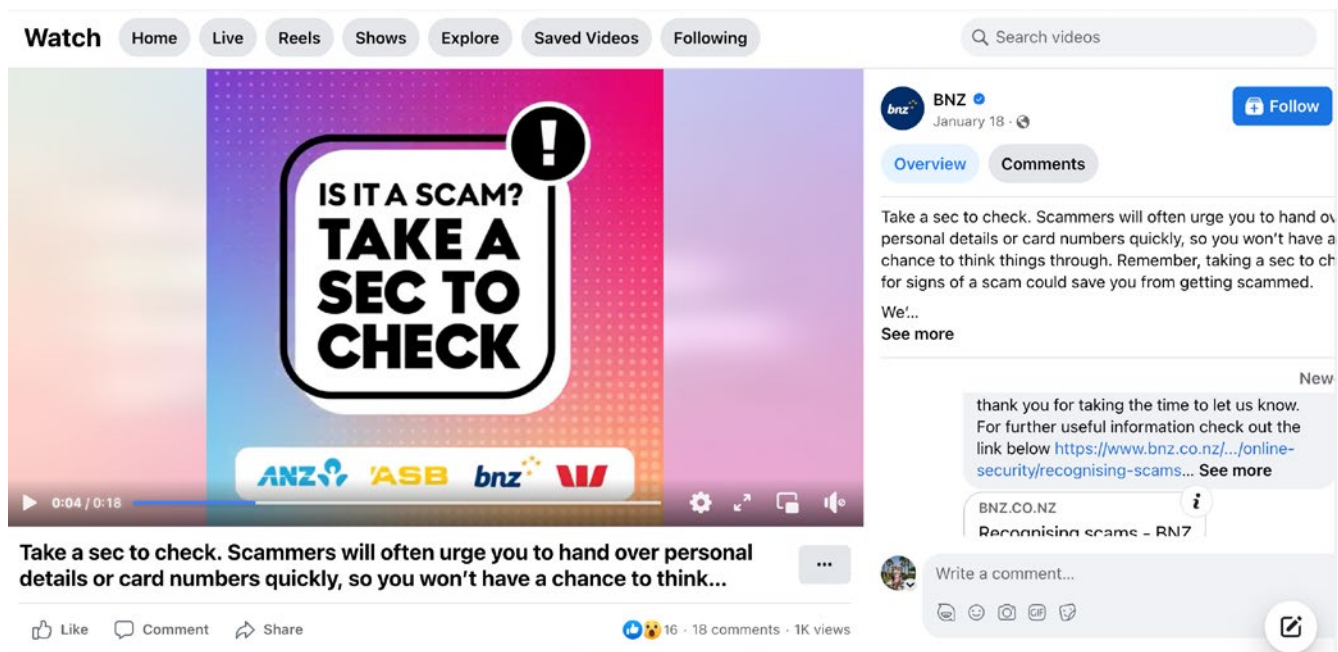 Watch Home Live Reels Shows Explore Saved Videos Following
Search videos
!
IS IT A SCAM?
TAKE A
SEC TO
CHECK
ANZ ASB bnz
0:04 / 0:18
Take a sec to check. Scammers will often urge you to hand over personal
details or card numbers quickly, so you won't have a chance to think...
Like Comment Share
16 · 18 comments · 1K views
bnz
BNZ
January 18 ·
Follow
Overview Comments
Take a sec to check. Scammers will often urge you to hand ov
personal details or card numbers quickly, so you won't have a
chance to think things through. Remember, taking a sec to ch
for signs of a scam could save you from getting scammed.
We'...
See more
New
thank you for taking the time to let us know.
For further useful information check out the
link below https://www.bnz.co.nz/.../online-
security/recognising-scams... See more
BNZ.CO.NZ
Recognising scams - BNZ
Write a comment...
GIF